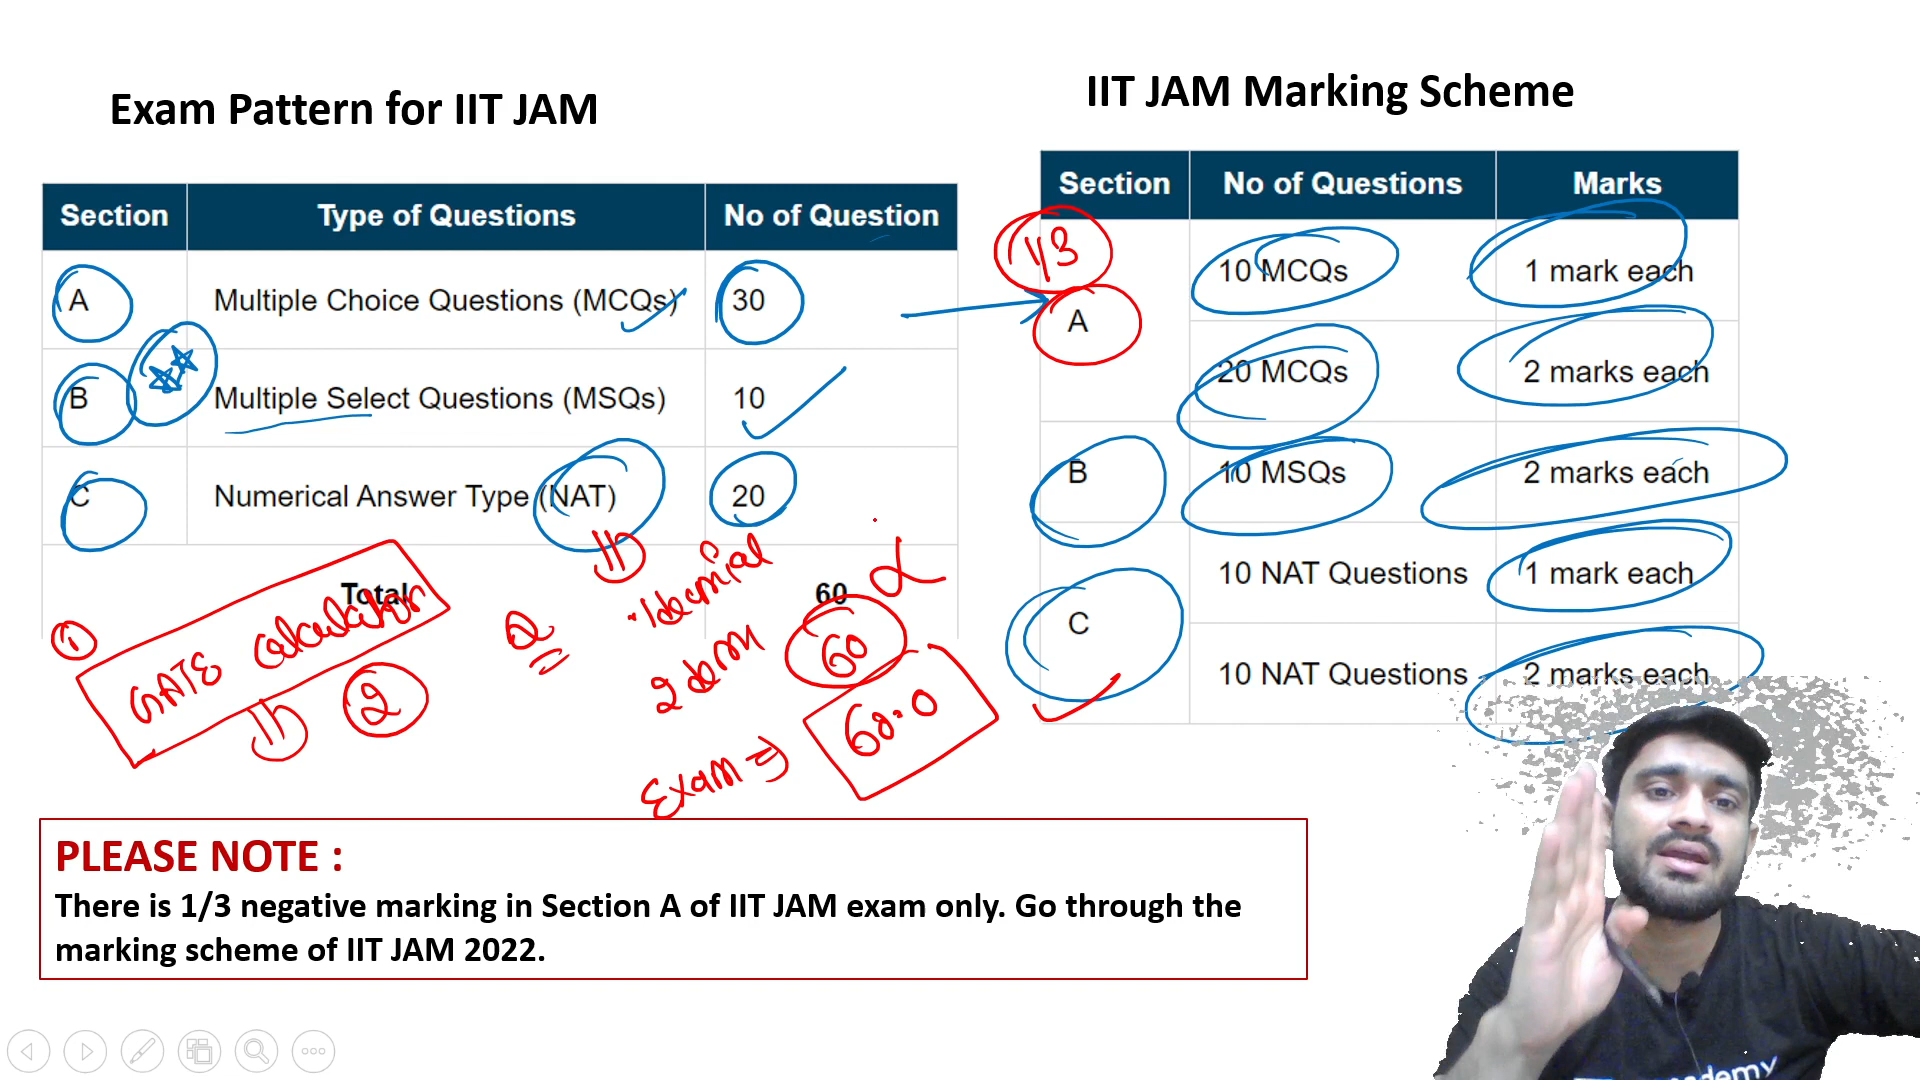 Exam Pattern for IIT JAM
Section Type of Questions No of Question
A Multiple Choice Questions (MCQs) 30
B Multiple Select Questions (MSQs) 10
C Numerical Answer Type (NAT) 20
Total 60
IIT JAM Marking Scheme
Section No of Questions Marks
1/3
A
10 MCQs 1 mark each
20 MCQs 2 marks each
B 10 MSQs 2 marks each
C
10 NAT Questions 1 mark each
10 NAT Questions 2 marks each
1
GATE calculator
2
2
60
2
60.0
Exam
PLEASE NOTE :
There is 1/3 negative marking in Section A of IIT JAM exam only. Go through the
marking scheme of IIT JAM 2022.